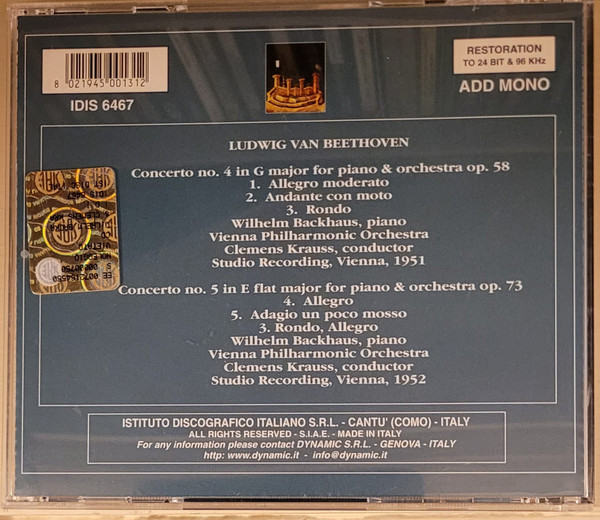 RESTORATION
TO 24 BIT & 96 KHz
8 021945 001312
IDIS 6467
ADD MONO
LUDWIG VAN BEETHOVEN
Concerto no. 4 in G major for piano & orchestra op. 58
1. Allegro moderato
2. Andante con moto
3. Rondo
Wilhelm Backhaus, piano
Vienna Philharmonic Orchestra
Clemens Krauss, conductor
Studio Recording, Vienna, 1951
Concerto no. 5 in E flat major for piano & orchestra op. 73
4. Allegro
5. Adagio un poco mosso
3. Rondo, Allegro
Wilhelm Backhaus, piano
Vienna Philharmonic Orchestra
Clemens Krauss, conductor
Studio Recording, Vienna, 1952
ISTITUTO DISCOGRAFICO ITALIANO S.R.L. - CANTU' (COMO) - ITALY
ALL RIGHTS RESERVED - S.I.A.E. - MADE IN ITALY
For any information please contact DYNAMIC S.R.L. - GENOVA - ITALY
http: www.dynamic.it - info@dynamic.it